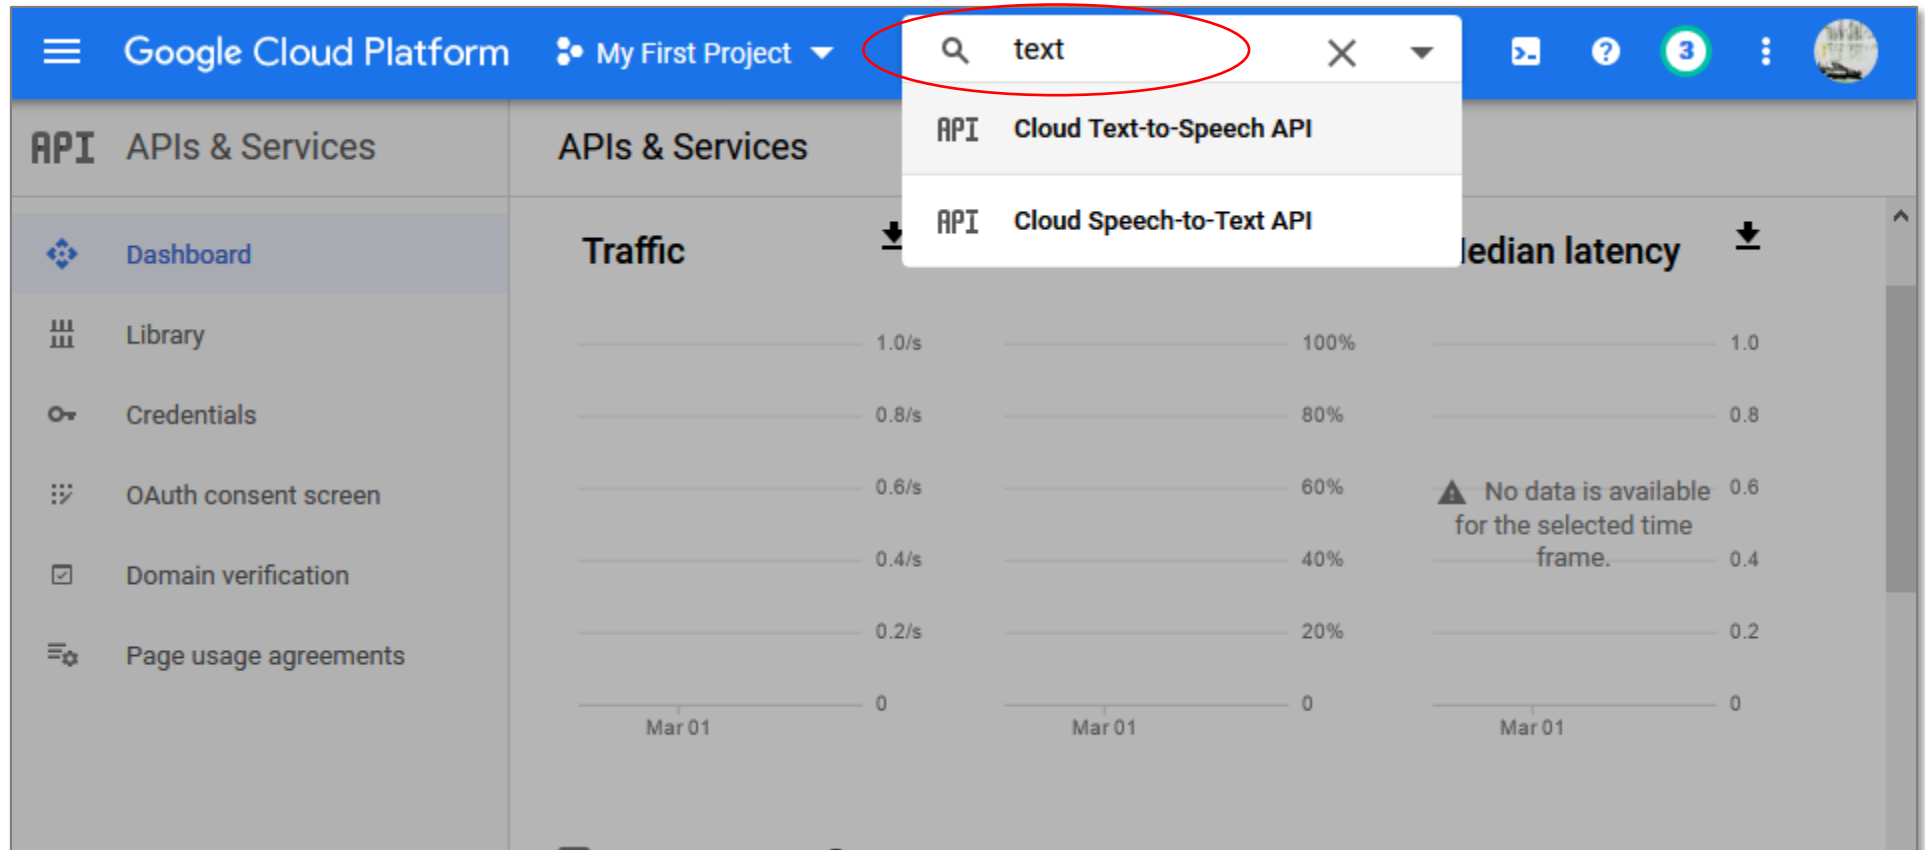 Google Cloud Platform
My First Project
text
3
API
APIs & Services
APIs & Services
API
Cloud Text-to-Speech API
API
Cloud Speech-to-Text API
Dashboard
Library
Credentials
OAuth consent screen
Domain verification
Page usage agreements
Traffic
1.0/s
0.8/s
0.6/s
0.4/s
0.2/s
0
Mar 01
100%
80%
60%
40%
20%
0
Mar 01
latency
1.0
0.8
0.6
0.4
0.2
0
No data is available
for the selected time
frame.
Mar 01